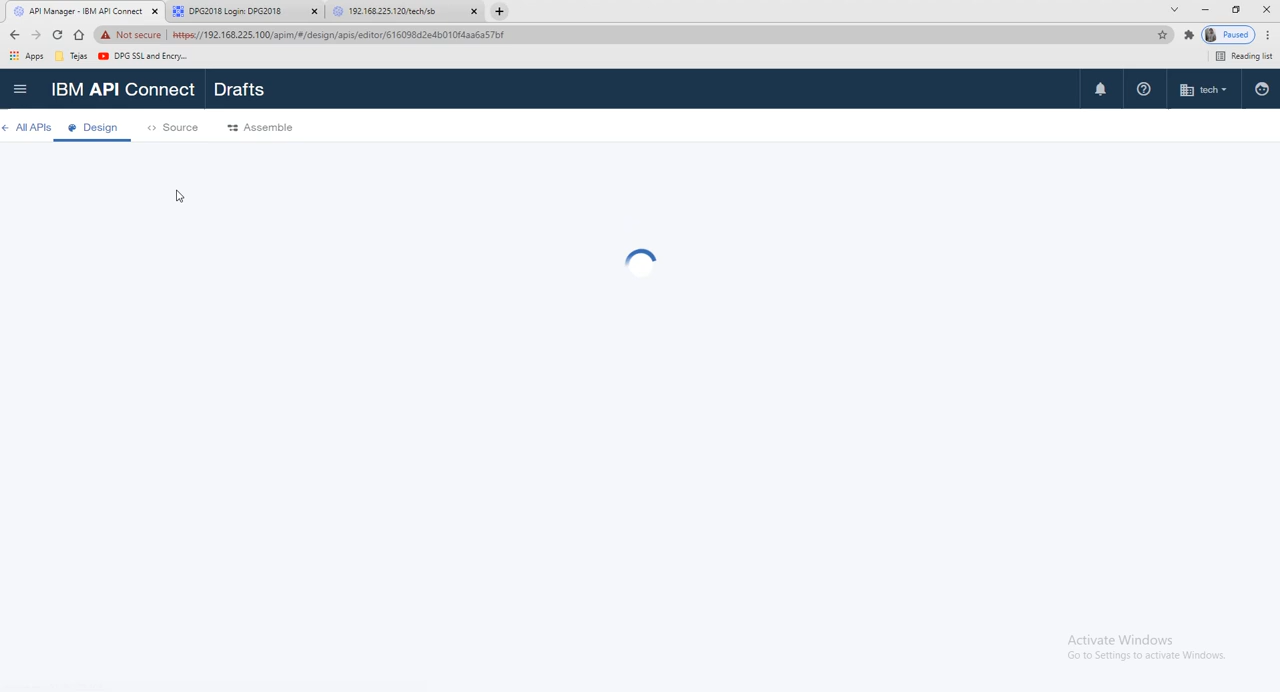 API Manager - IBM API Connect
DPG2018 Login: DPG2018
192.168.225.120/tech/sb
Not secure
https://192.168.225.100/apim/#/design/apis/editor/616098d2e4b010f4aa6a57bf
Paused
Apps
Tejas
DPG SSL and Encry...
Reading list
IBM API Connect
Drafts
tech
All APIs
Design
Source
Assemble
Activate Windows
Go to Settings to activate Windows.